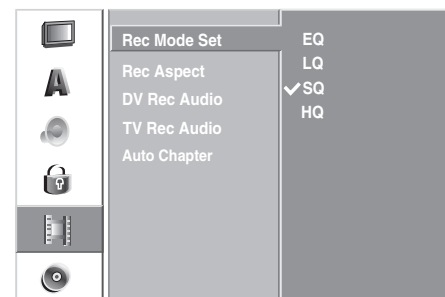 A
Rec Mode Set
Rec Aspect
DV Rec Audio
TV Rec Audio
Auto Chapter
EQ
LQ
SQ
HQ